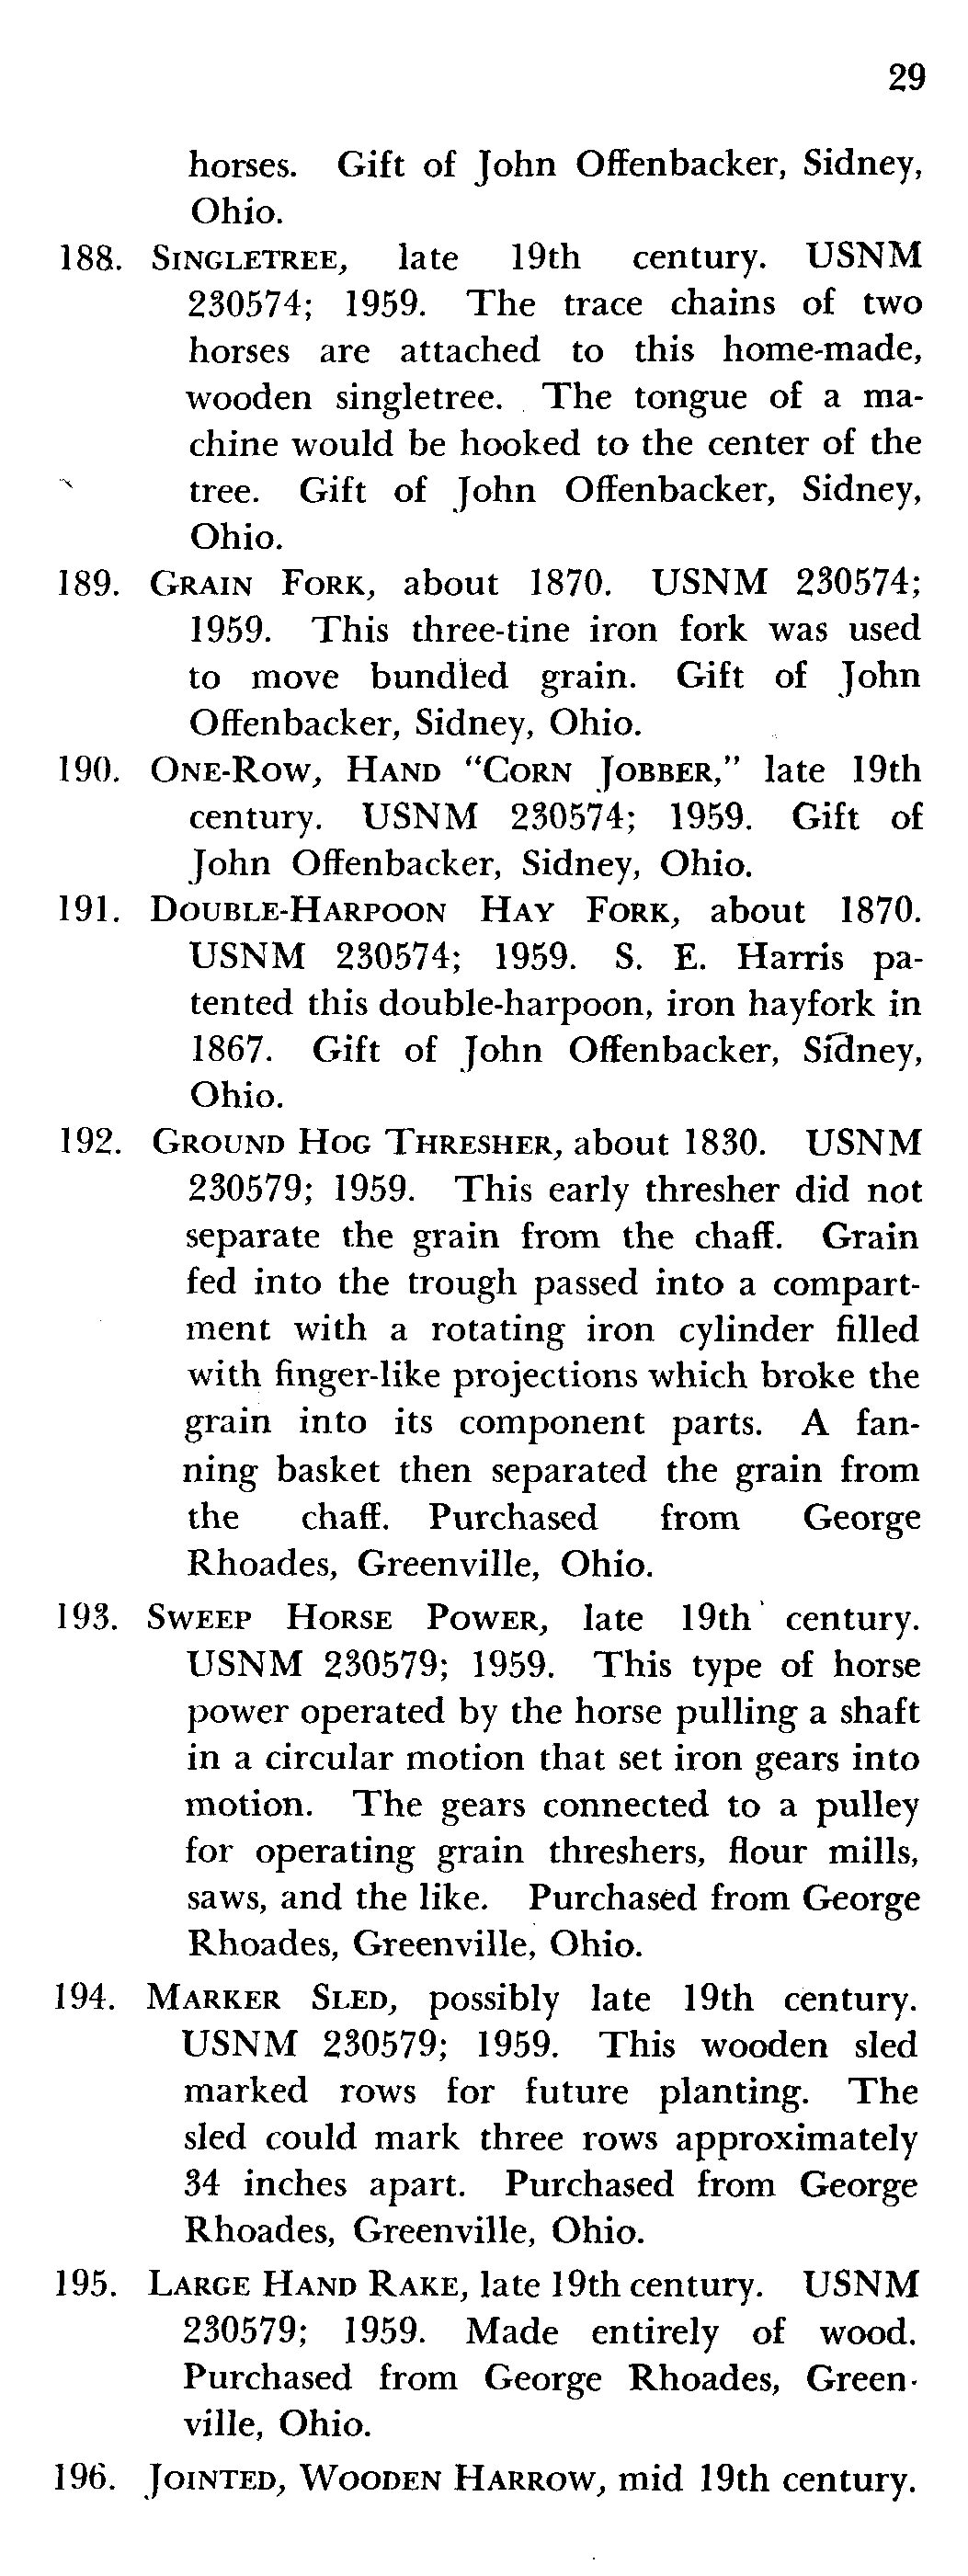 29
horses. Gift of John Offenbacker, Sidney,
Ohio.
188. SINGLETREE, late 19th century. USNM
230574; 1959. The trace chains of two
horses are attached to this home-made,
wooden singletree. The tongue of a ma-
chine would be hooked to the center of the
tree. Gift of John Offenbacker, Sidney,
Ohio.
189. GRAIN FORK, about 1870. USNM 230574;
1959. This three-tine iron fork was used
to move bundled grain. Gift of John
Offenbacker, Sidney, Ohio.
190. ONE-ROW, HAND "CORN JOBBER," late 19th
century. USNM 230574; 1959. Gift of
John Offenbacker, Sidney, Ohio.
191. DOUBLE-HARPOON HAY FORK, about 1870.
USNM 230574; 1959. S. E. Harris pa-
tented this double-harpoon, iron hayfork in
1867. Gift of John Offenbacker, Sidney,
Ohio.
192. GROUND HOG THRESHER, about 1830. USNM
230579; 1959. This early thresher did not
separate the grain from the chaff. Grain
fed into the trough passed into a compart-
ment with a rotating iron cylinder filled
with finger-like projections which broke the
grain into its component parts. A fan-
ning basket then separated the grain from
the chaff. Purchased from George
Rhoades, Greenville, Ohio.
193. SWEEP HORSE POWER, late 19th century.
USNM 230579; 1959. This type of horse
power operated by the horse pulling a shaft
in a circular motion that set iron gears into
motion. The gears connected to a pulley
for operating grain threshers, flour mills,
saws, and the like. Purchased from George
Rhoades, Greenville, Ohio.
194. MARKER SLED, possibly late 19th century.
USNM 230579; 1959. This wooden sled
marked rows for future planting. The
sled could mark three rows approximately
34 inches apart. Purchased from George
Rhoades, Greenville, Ohio.
195. LARGE HAND RAKE, late 19th century. USNM
230579; 1959. Made entirely of wood.
Purchased from George Rhoades, Green-
ville, Ohio.
196. JOINTED, WOODEN HARROW, mid 19th century.